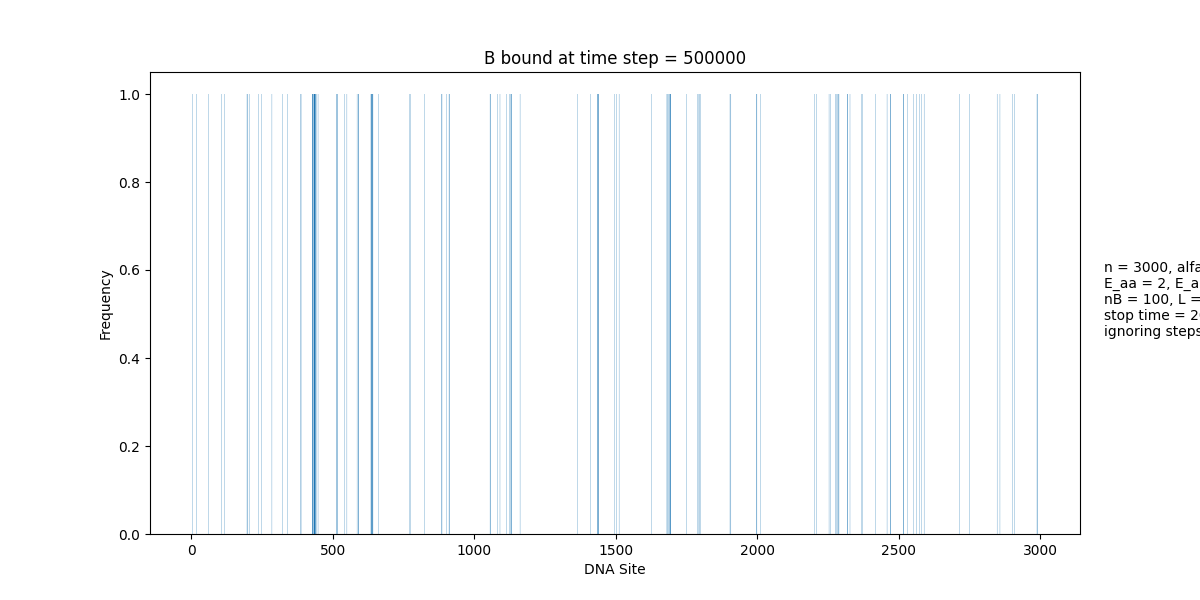 B bound at time step = 500000
1.0
0.8
0.6
0.4
0.2
0.0
Frequency
0 500 1000 1500 2000 2500 3000
DNA Site
n = 3000, alfa
E_aa = 2, E_a
nB = 100, L =
stop time = 2
ignoring steps